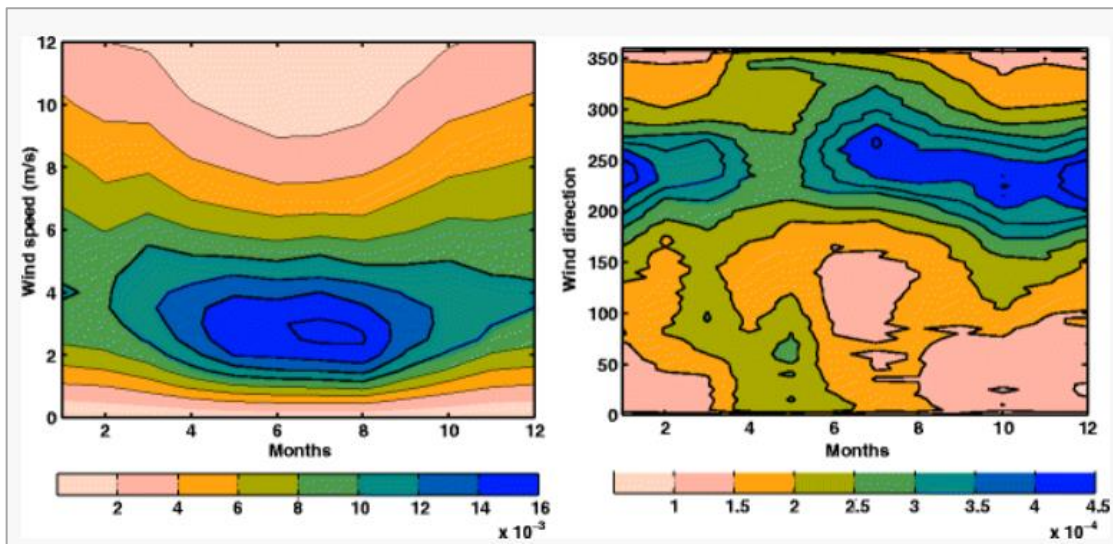 12
10
8
6
4
2
0
Wind speed (m/s)
2 4 6 8 10 12
Months
2 4 6 8 10 12 14 16
x 10⁻³
350
300
250
200
150
100
50
0
Wind direction
2 4 6 8 10 12
Months
1 1.5 2 2.5 3 3.5 4 4.5
x 10⁻⁴